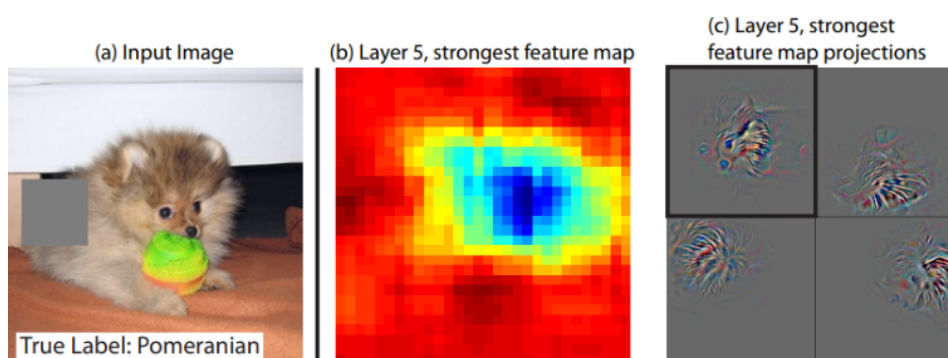 (a) Input Image
(b) Layer 5, strongest feature map
(c) Layer 5, strongest
feature map projections
True Label: Pomeranian